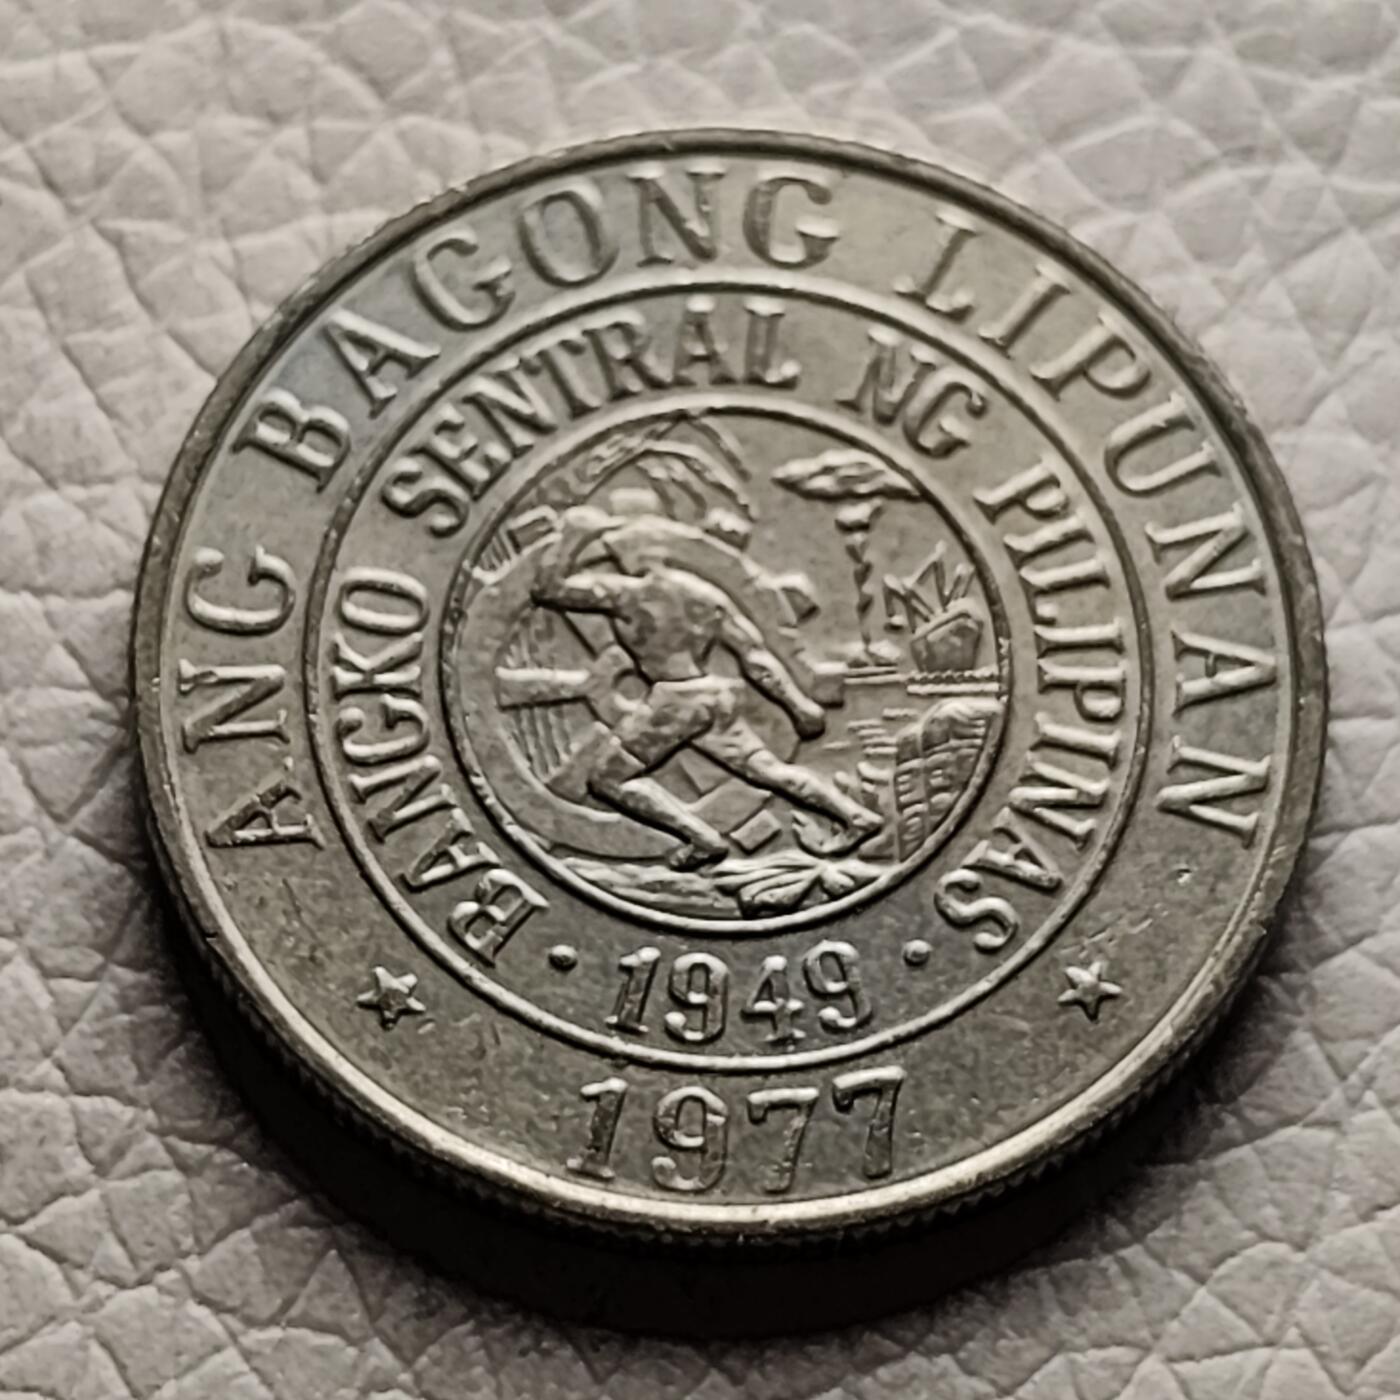 ANG BAGONG LIPUNAN
BANGKO SENTRAL NG PILIPINAS
· 1949 ·
1977